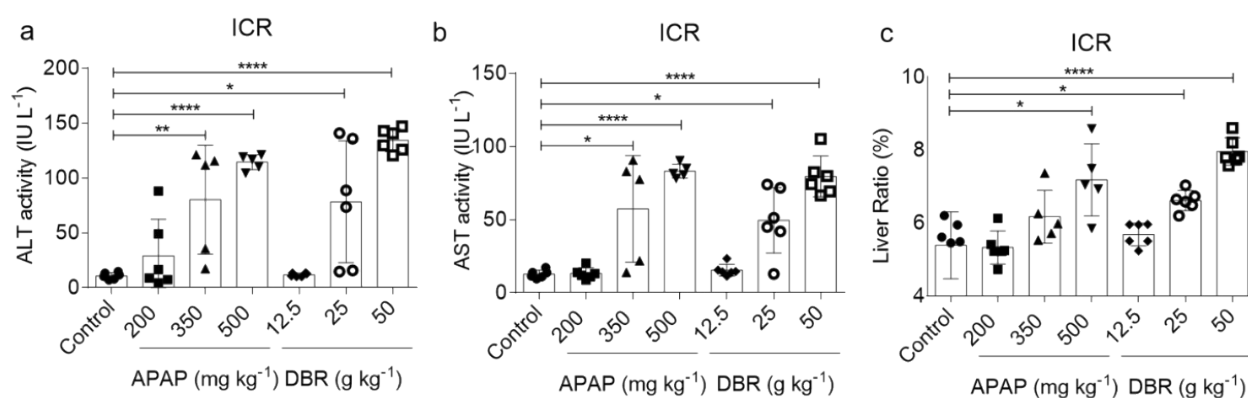 a
ICR
ALT activity (IU L⁻¹)
200
150
100
50
0
****
*
****
**
Control
200
350
500
12.5
25
50
APAP (mg kg⁻¹) DBR (g kg⁻¹)
b
ICR
AST activity (IU L⁻¹)
150
100
50
0
****
*
****
*
Control
200
350
500
12.5
25
50
APAP (mg kg⁻¹) DBR (g kg⁻¹)
c
ICR
Liver Ratio (%)
10
8
6
4
****
*
*
Control
200
350
500
12.5
25
50
APAP (mg kg⁻¹) DBR (g kg⁻¹)